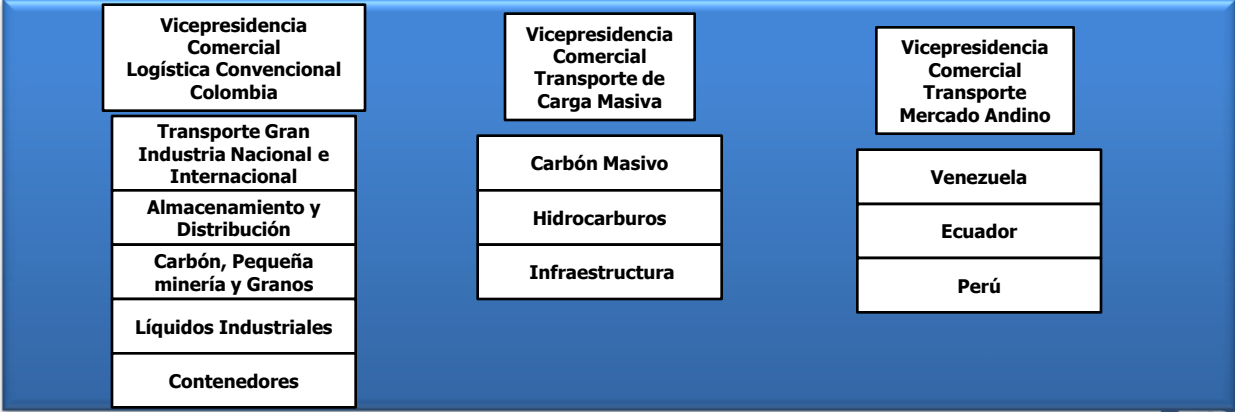 Vicepresidencia
Comercial
Logística Convencional
Colombia
Transporte Gran
Industria Nacional e
Internacional
Almacenamiento y
Distribución
Carbón, Pequeña
minería y Granos
Líquidos Industriales
Contenedores
Vicepresidencia
Comercial
Transporte de
Carga Masiva
Carbón Masivo
Hidrocarburos
Infraestructura
Vicepresidencia
Comercial
Transporte
Mercado Andino
Venezuela
Ecuador
Perú